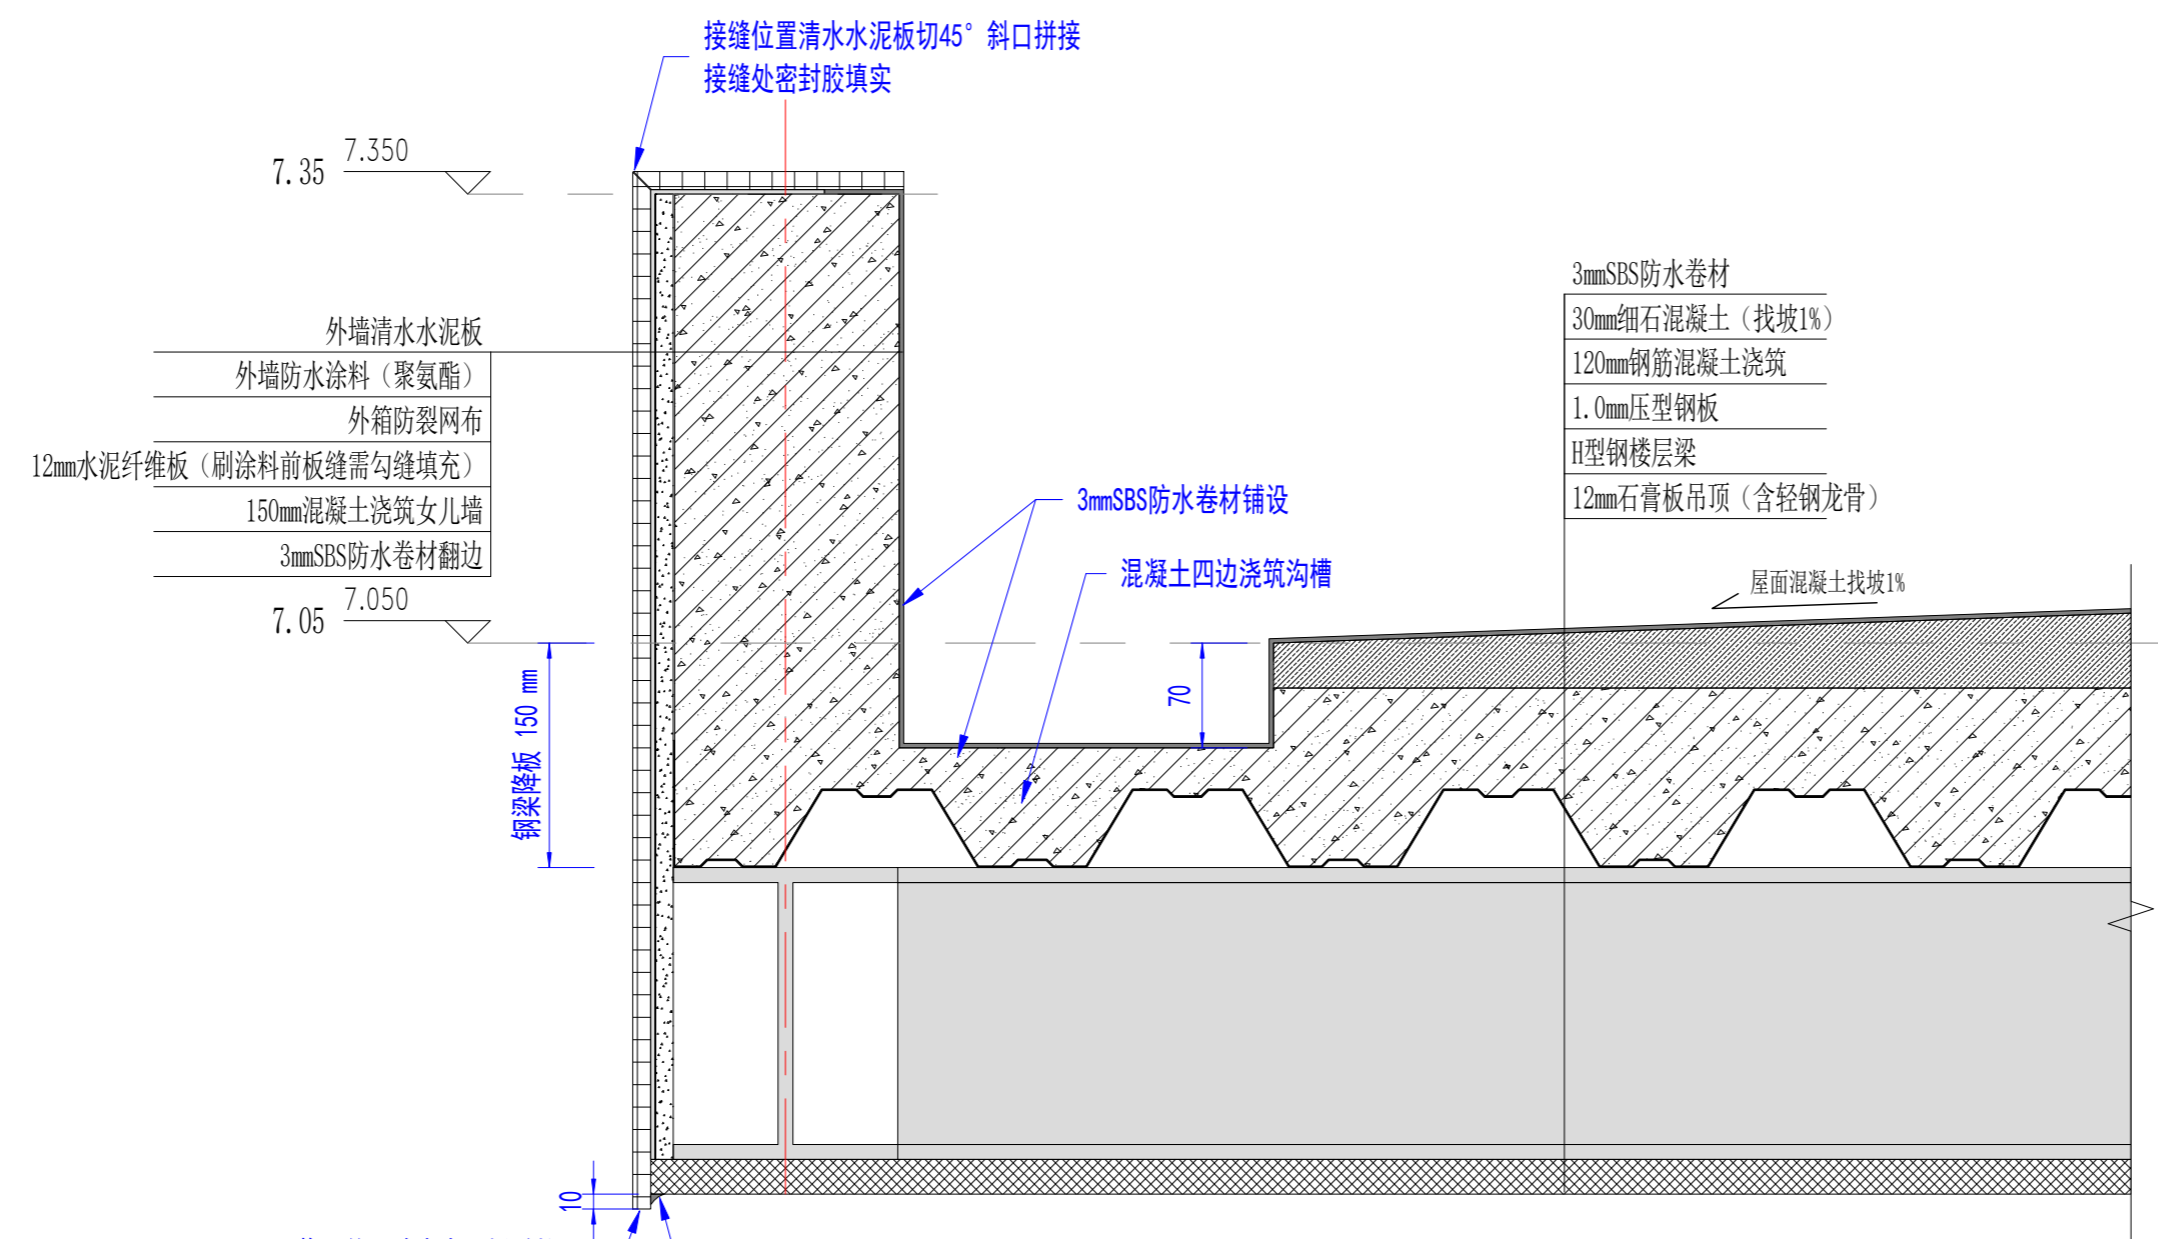 接缝位置清水水泥板切45°斜口拼接
接缝处密封胶填实
7.350
7.35
外墙清水水泥板
外墙防水涂料（聚氨酯）
外箱防裂网布
12mm水泥纤维板（刷涂料前板缝需勾缝填充）
150mm混凝土浇筑女儿墙
3mmSBS防水卷材翻边
7.050
7.05
钢梁降板 150 mm
3mmSBS防水卷材铺设
混凝土四边浇筑沟槽
70
3mmSBS防水卷材
30mm细石混凝土（找坡1%）
120mm钢筋混凝土浇筑
1.0mm压型钢板
H型钢楼层梁
12mm石膏板吊顶（含轻钢龙骨）
屋面混凝土找坡1%
10